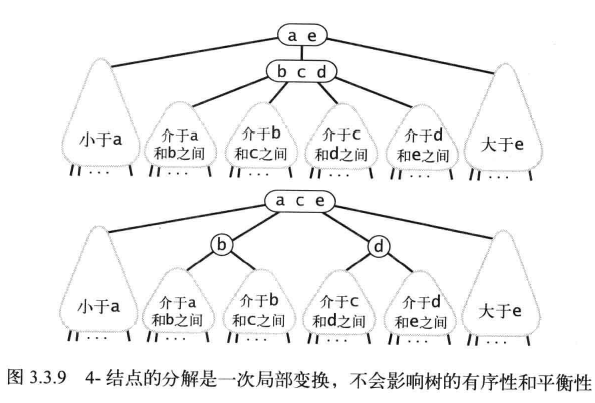 a e
b c d
小于a
介于a
和b之间
介于b
和c之间
介于c
和d之间
介于d
和e之间
大于e
...
...
...
...
...
...
a c e
b
d
小于a
介于a
和b之间
介于b
和c之间
介于c
和d之间
介于d
和e之间
大于e
...
...
...
...
...
...
图 3.3.9 4- 结点的分解是一次局部变换，不会影响树的有序性和平衡性